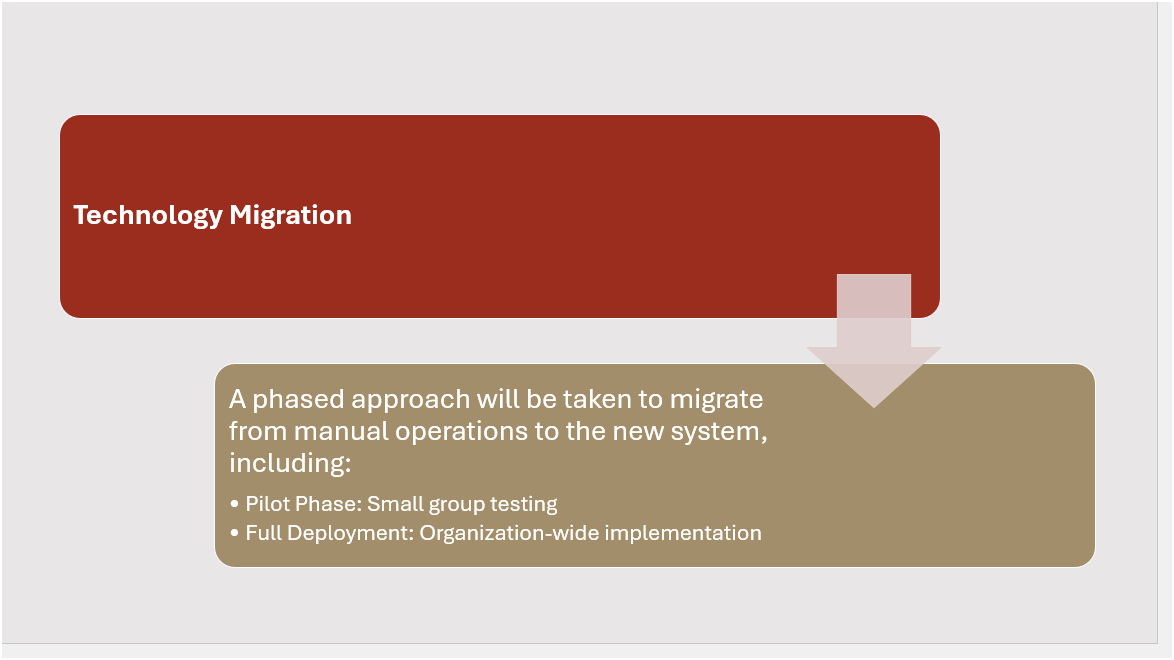 Technology Migration
A phased approach will be taken to migrate
from manual operations to the new system,
including:
• Pilot Phase: Small group testing
• Full Deployment: Organization-wide implementation